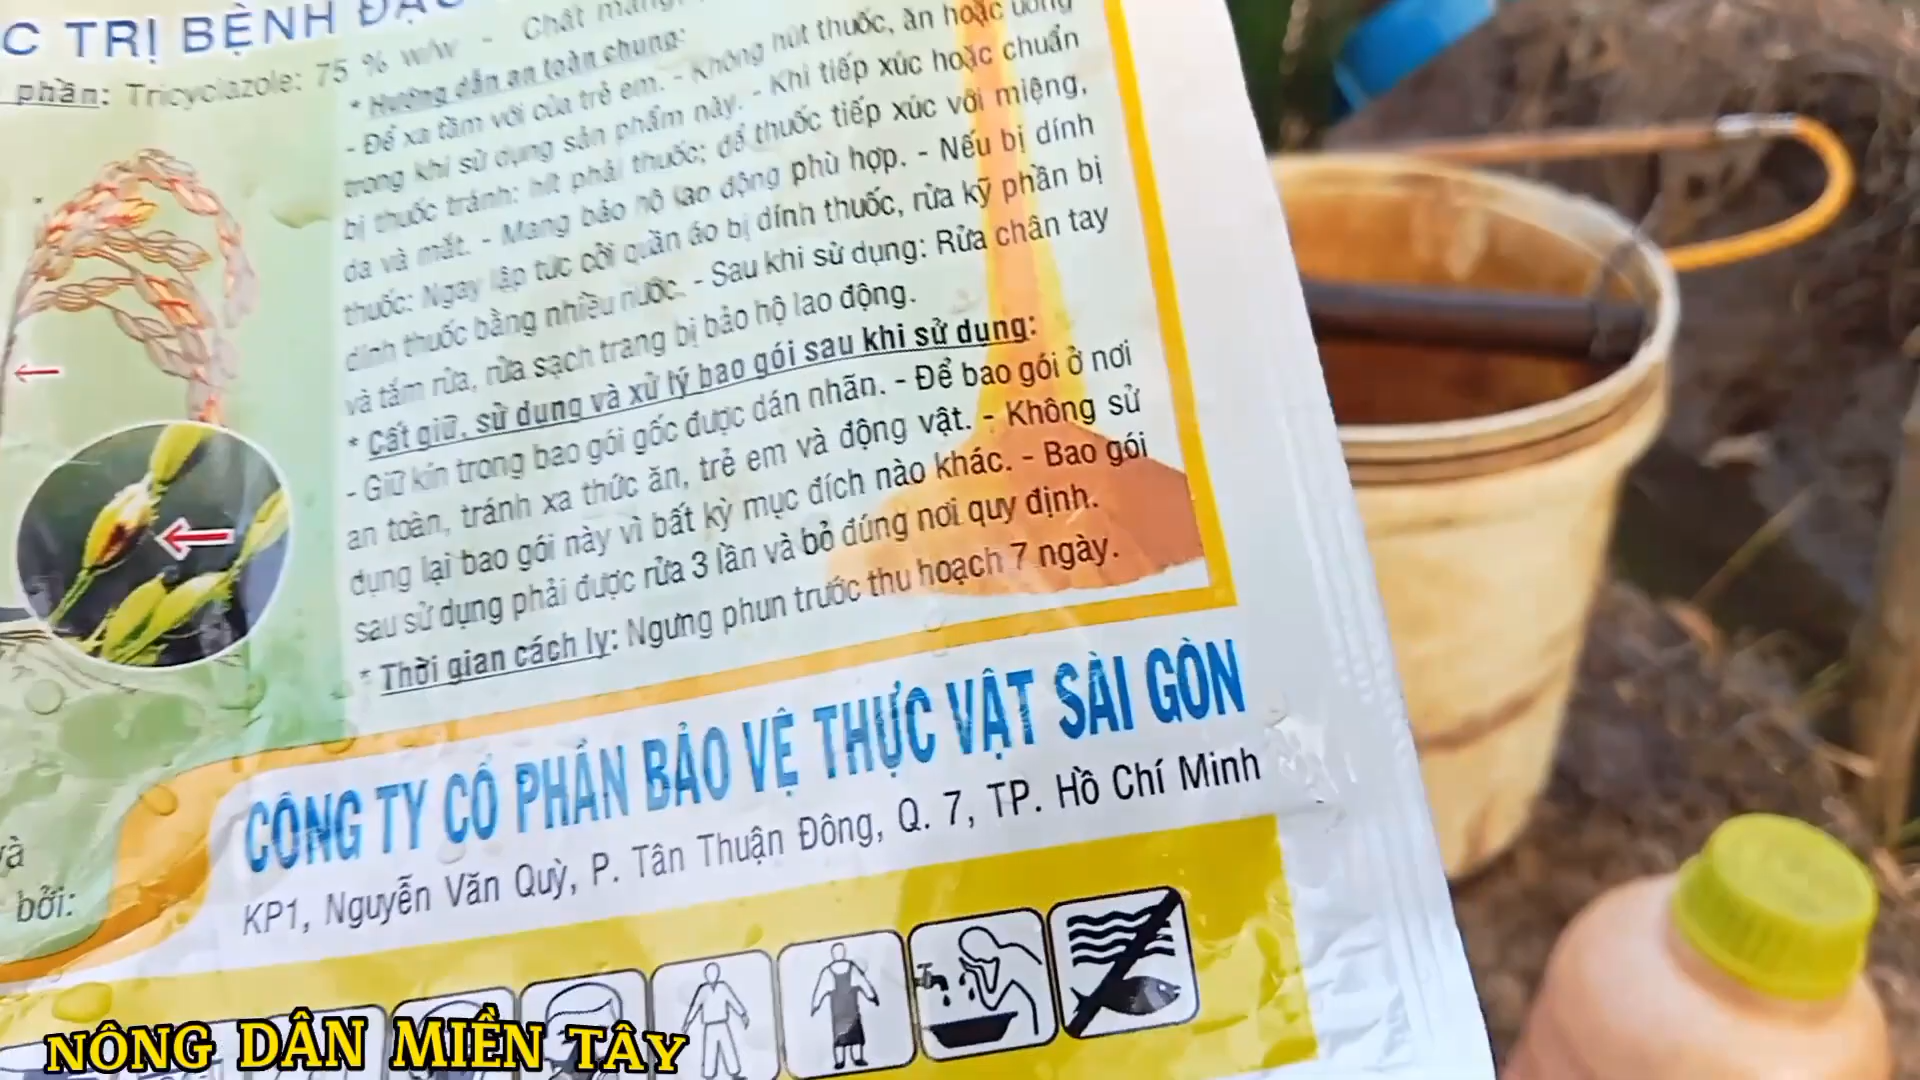 C TRỊ BỆNH ĐẠO
phần: Tricyclazole: 75 % w/w - Chất mang,
* Hướng dẫn an toàn chung:
- Để xa tầm với của trẻ em. - Không hút thuốc, ăn hoặc uống
trong khi sử dụng sản phẩm này. - Khi tiếp xúc hoặc chuẩn
bị thuốc tránh: hít phải thuốc; để thuốc tiếp xúc với miệng,
da và mắt. - Mang bảo hộ lao động phù hợp. - Nếu bị dính
thuốc: Ngay lập tức cởi quần áo bị dính thuốc, rửa kỹ phần bị
dính thuốc bằng nhiều nước. - Sau khi sử dụng: Rửa chân tay
và tắm rửa, rửa sạch trang bị bảo hộ lao động.
* Cất giữ, sử dụng và xử lý bao gói sau khi sử dụng:
- Giữ kín trong bao gói gốc được dán nhãn. - Để bao gói ở nơi
an toàn, tránh xa thức ăn, trẻ em và động vật. - Không sử
dụng lại bao gói này vì bất kỳ mục đích nào khác. - Bao gói
sau sử dụng phải được rửa 3 lần và bỏ đúng nơi quy định.
* Thời gian cách ly: Ngưng phun trước thu hoạch 7 ngày.
và
bởi:
CÔNG TY CỔ PHẦN BẢO VỆ THỰC VẬT SÀI GÒN
KP1, Nguyễn Văn Quỳ, P. Tân Thuận Đông, Q. 7, TP. Hồ Chí Minh
NÔNG DÂN MIỀN TÂY